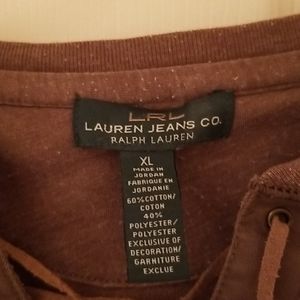 LRL
LAUREN JEANS CO.
RALPH LAUREN
XL
MADE IN
JORDAN
FABRIQUE EN
JORDANIE
60% COTTON/
COTON
40%
POLYESTER/
POLYESTER
EXCLUSIVE OF
DECORATION/
GARNITURE
EXCLUE